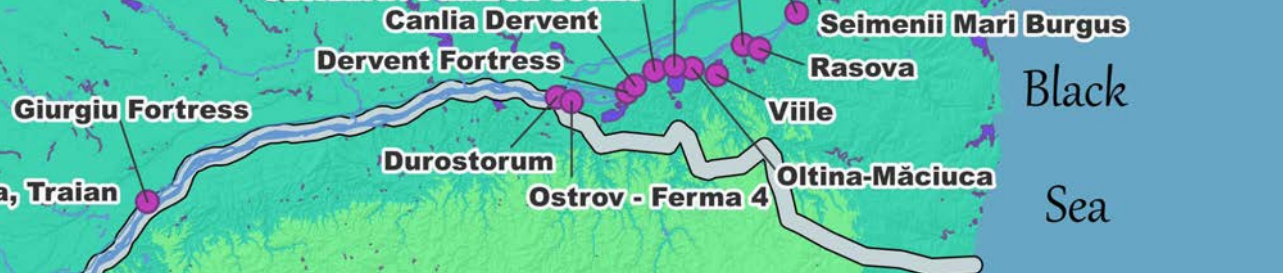 Canlia Dervent
Seimenii Mari Burgus
Dervent Fortress
Rasova
Black
Giurgiu Fortress
Viile
Durostorum
Oltina-Măciuca
a, Traian
Ostrov - Ferma 4
Sea